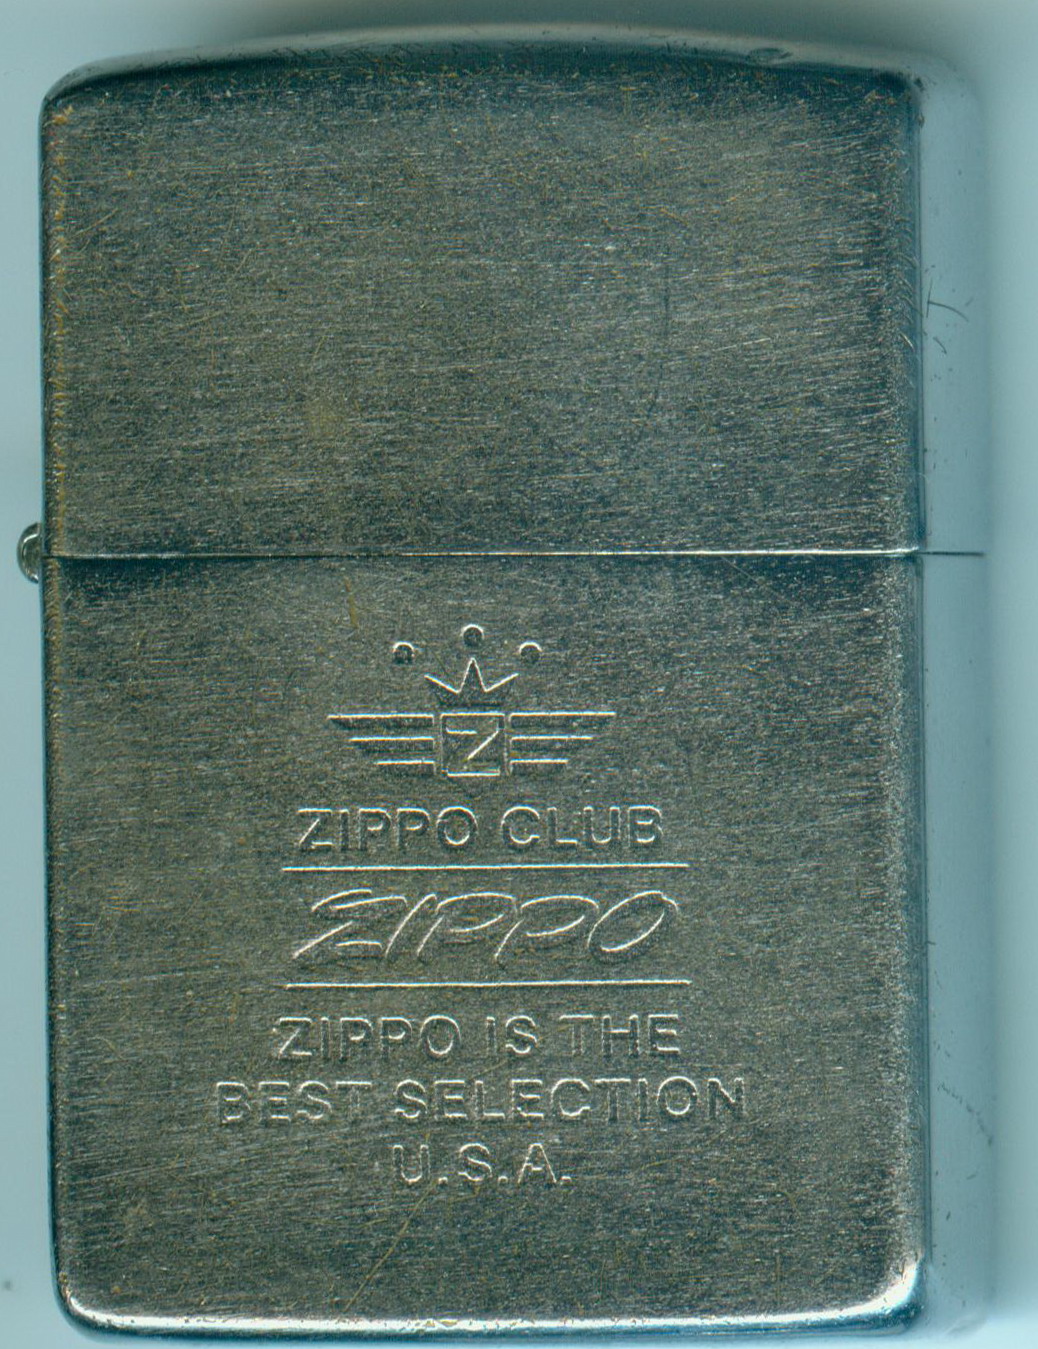 Z
ZIPPO CLUB
ZIPPO
ZIPPO IS THE
BEST SELECTION
U.S.A.